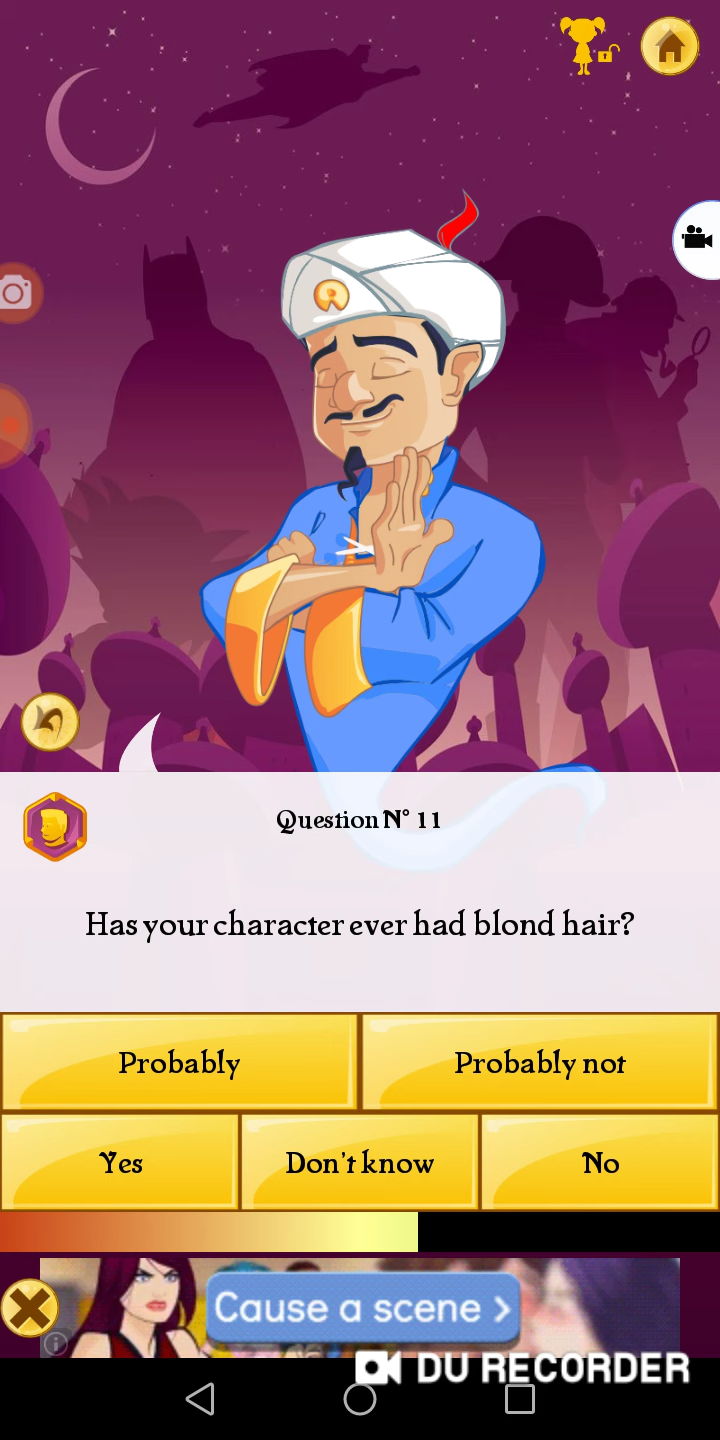 Question N° 11
Has your character ever had blond hair?
Probably
Probably not
Yes
Don't know
No
Cause a scene >
DU RECORDER